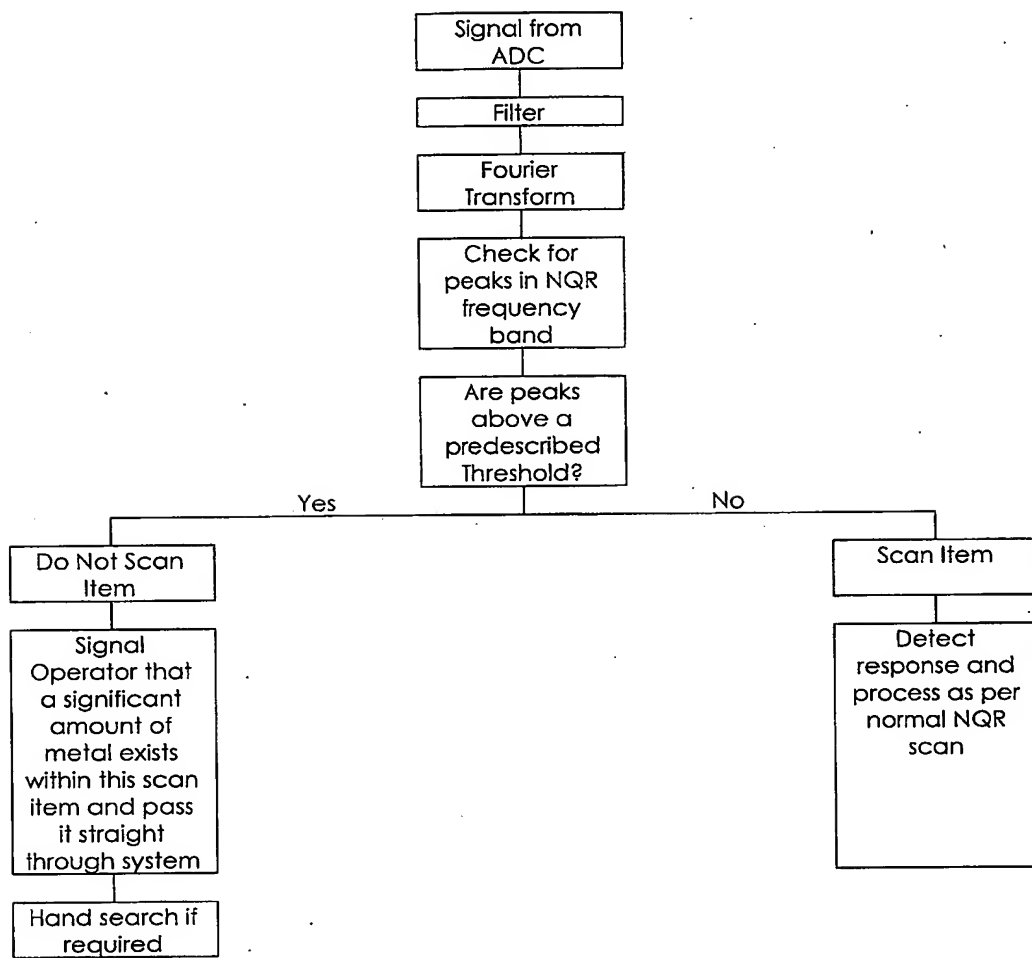 Signal from
ADC
Filter
Fourier
Transform
Check for
peaks in NQR
frequency
band
Are peaks
above a
predescribed
Threshold?
Yes
No
Do Not Scan
Item
Signal
Operator that
a significant
amount of
metal exists
within this scan
item and pass
it straight
through system
Hand search if
required
Scan Item
Detect
response and
process as per
normal NQR
scan